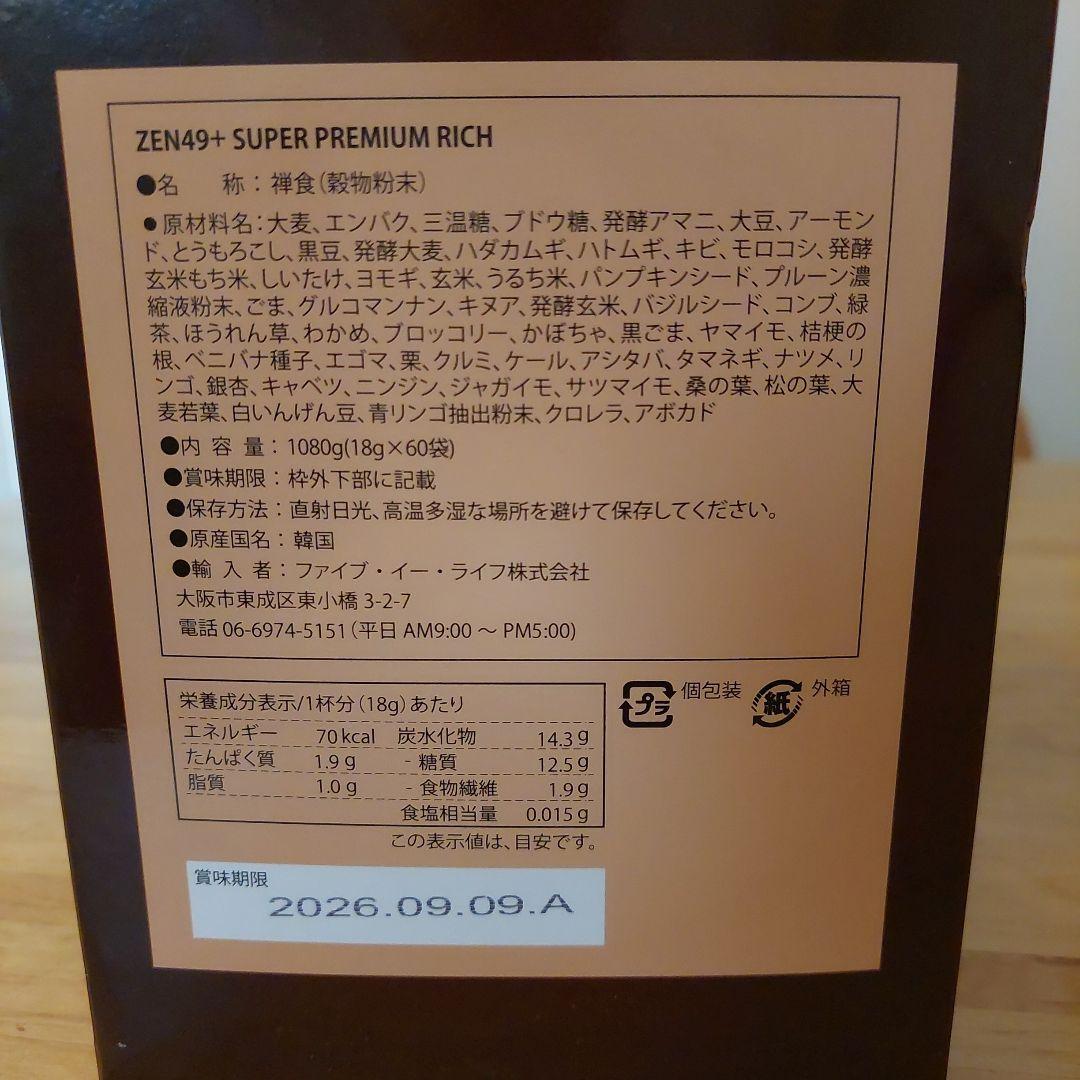 ZEN49+ SUPER PREMIUM RICH
●名 称：禅食（穀物粉末）
●原材料名：大麦、エンバク、三温糖、ブドウ糖、発酵アマニ、大豆、アーモン
ド、とうもろこし、黒豆、発酵大麦、ハダカムギ、ハトムギ、キビ、モロコシ、発酵
玄米もち米、しいたけ、ヨモギ、玄米、うるち米、パンプキンシード、プルーン濃
縮液粉末、ごま、グルコマンナン、キヌア、発酵玄米、バジルシード、コンブ、緑
茶、ほうれん草、わかめ、ブロッコリー、かぼちゃ、黒ごま、ヤマイモ、桔梗の
根、ベニバナ種子、エゴマ、栗、クルミ、ケール、アシタバ、タマネギ、ナツメ、リ
ンゴ、銀杏、キャベツ、ニンジン、ジャガイモ、サツマイモ、桑の葉、松の葉、大
麦若葉、白いんげん豆、青リンゴ抽出粉末、クロレラ、アボカド
●内 容 量：1080g(18g×60袋)
●賞味期限：枠外下部に記載
●保存方法：直射日光、高温多湿な場所を避けて保存してください。
●原産国名：韓国
●輸 入 者：ファイブ・イー・ライフ株式会社
大阪市東成区東小橋 3-2-7
電話 06-6974-5151（平日 AM9:00 ～ PM5:00)
栄養成分表示/1杯分（18g）あたり
エネルギー 70kcal 炭水化物 14.3g
たんぱく質 1.9g - 糖質 12.5g
脂質 1.0g - 食物繊維 1.9g
食塩相当量 0.015g
この表示値は、目安です。
プラ 個包装 紙 外箱
賞味期限
2026.09.09.A